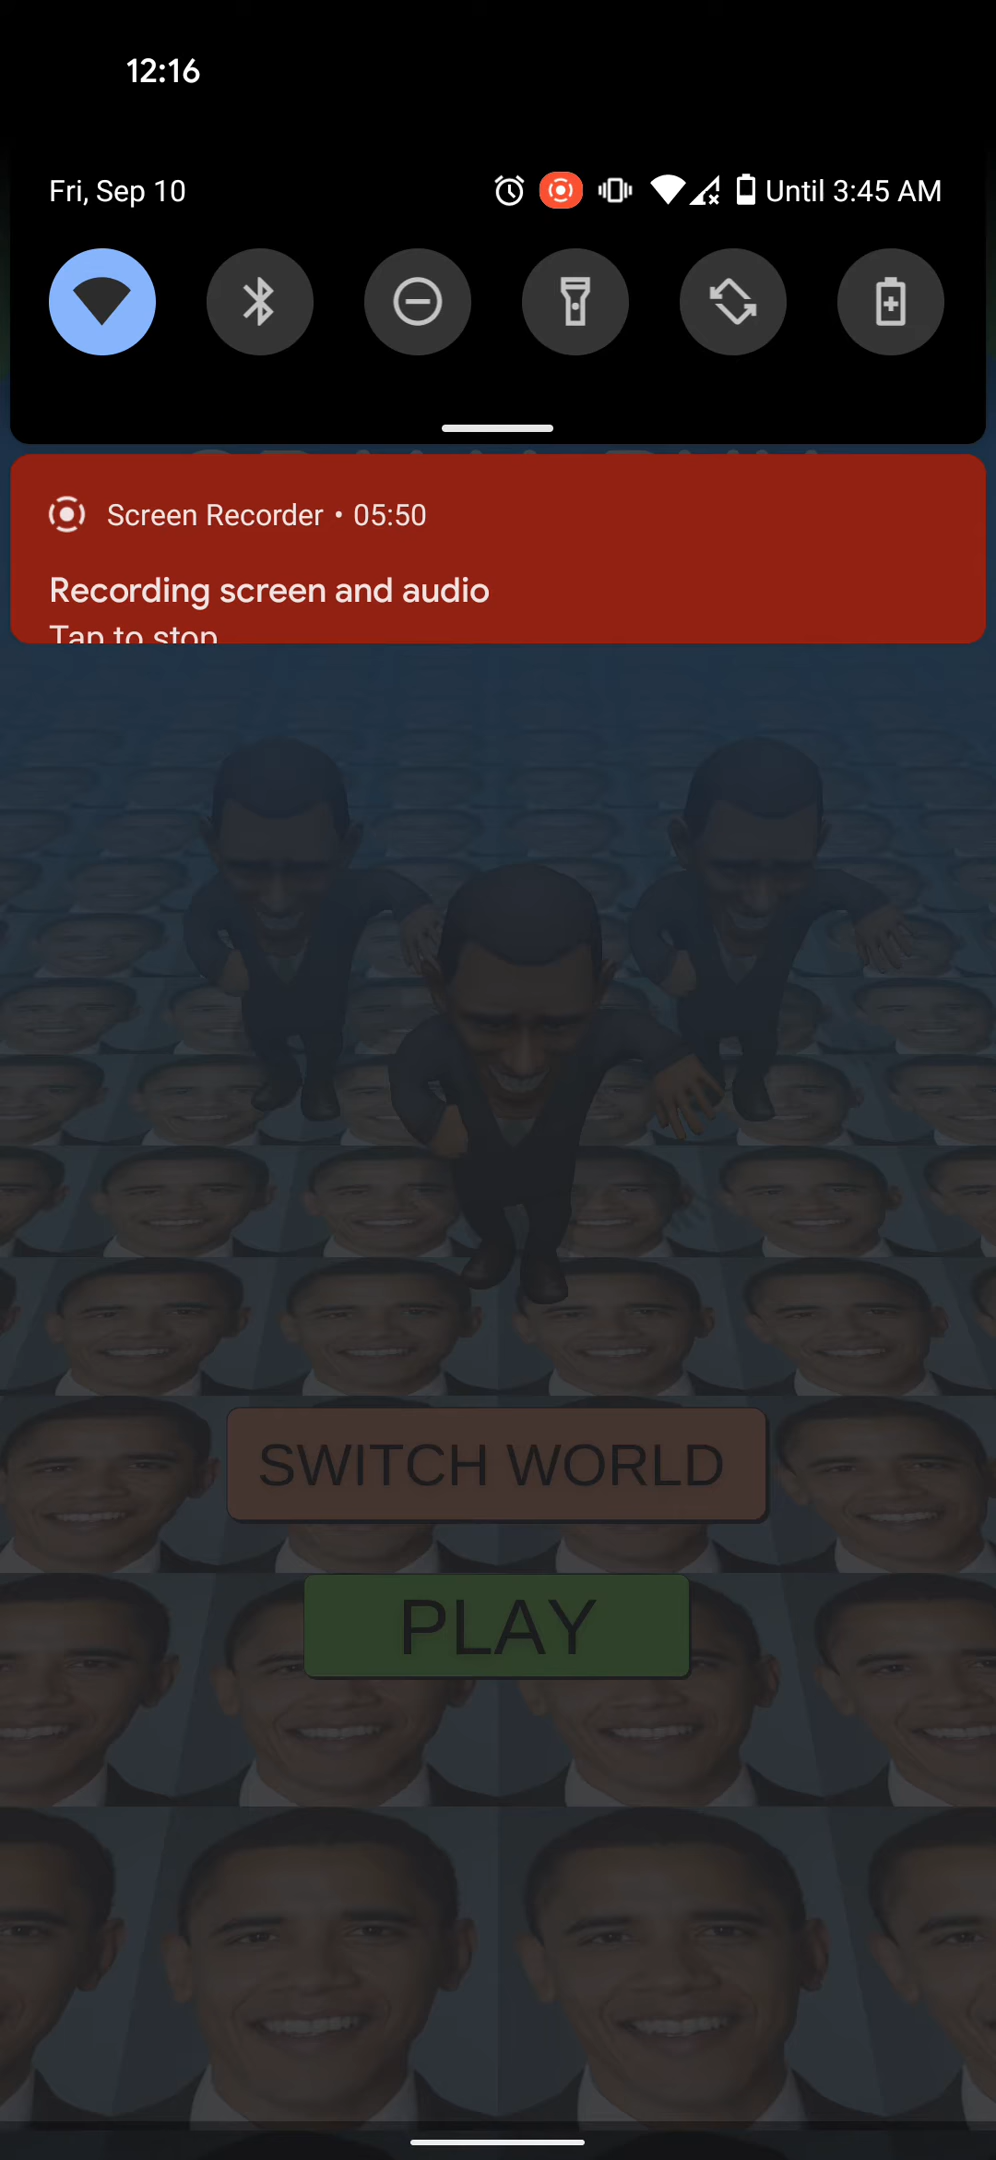 12:16
Fri, Sep 10
Until 3:45 AM
Screen Recorder • 05:50
Recording screen and audio
Tap to stop
SWITCH WORLD
PLAY